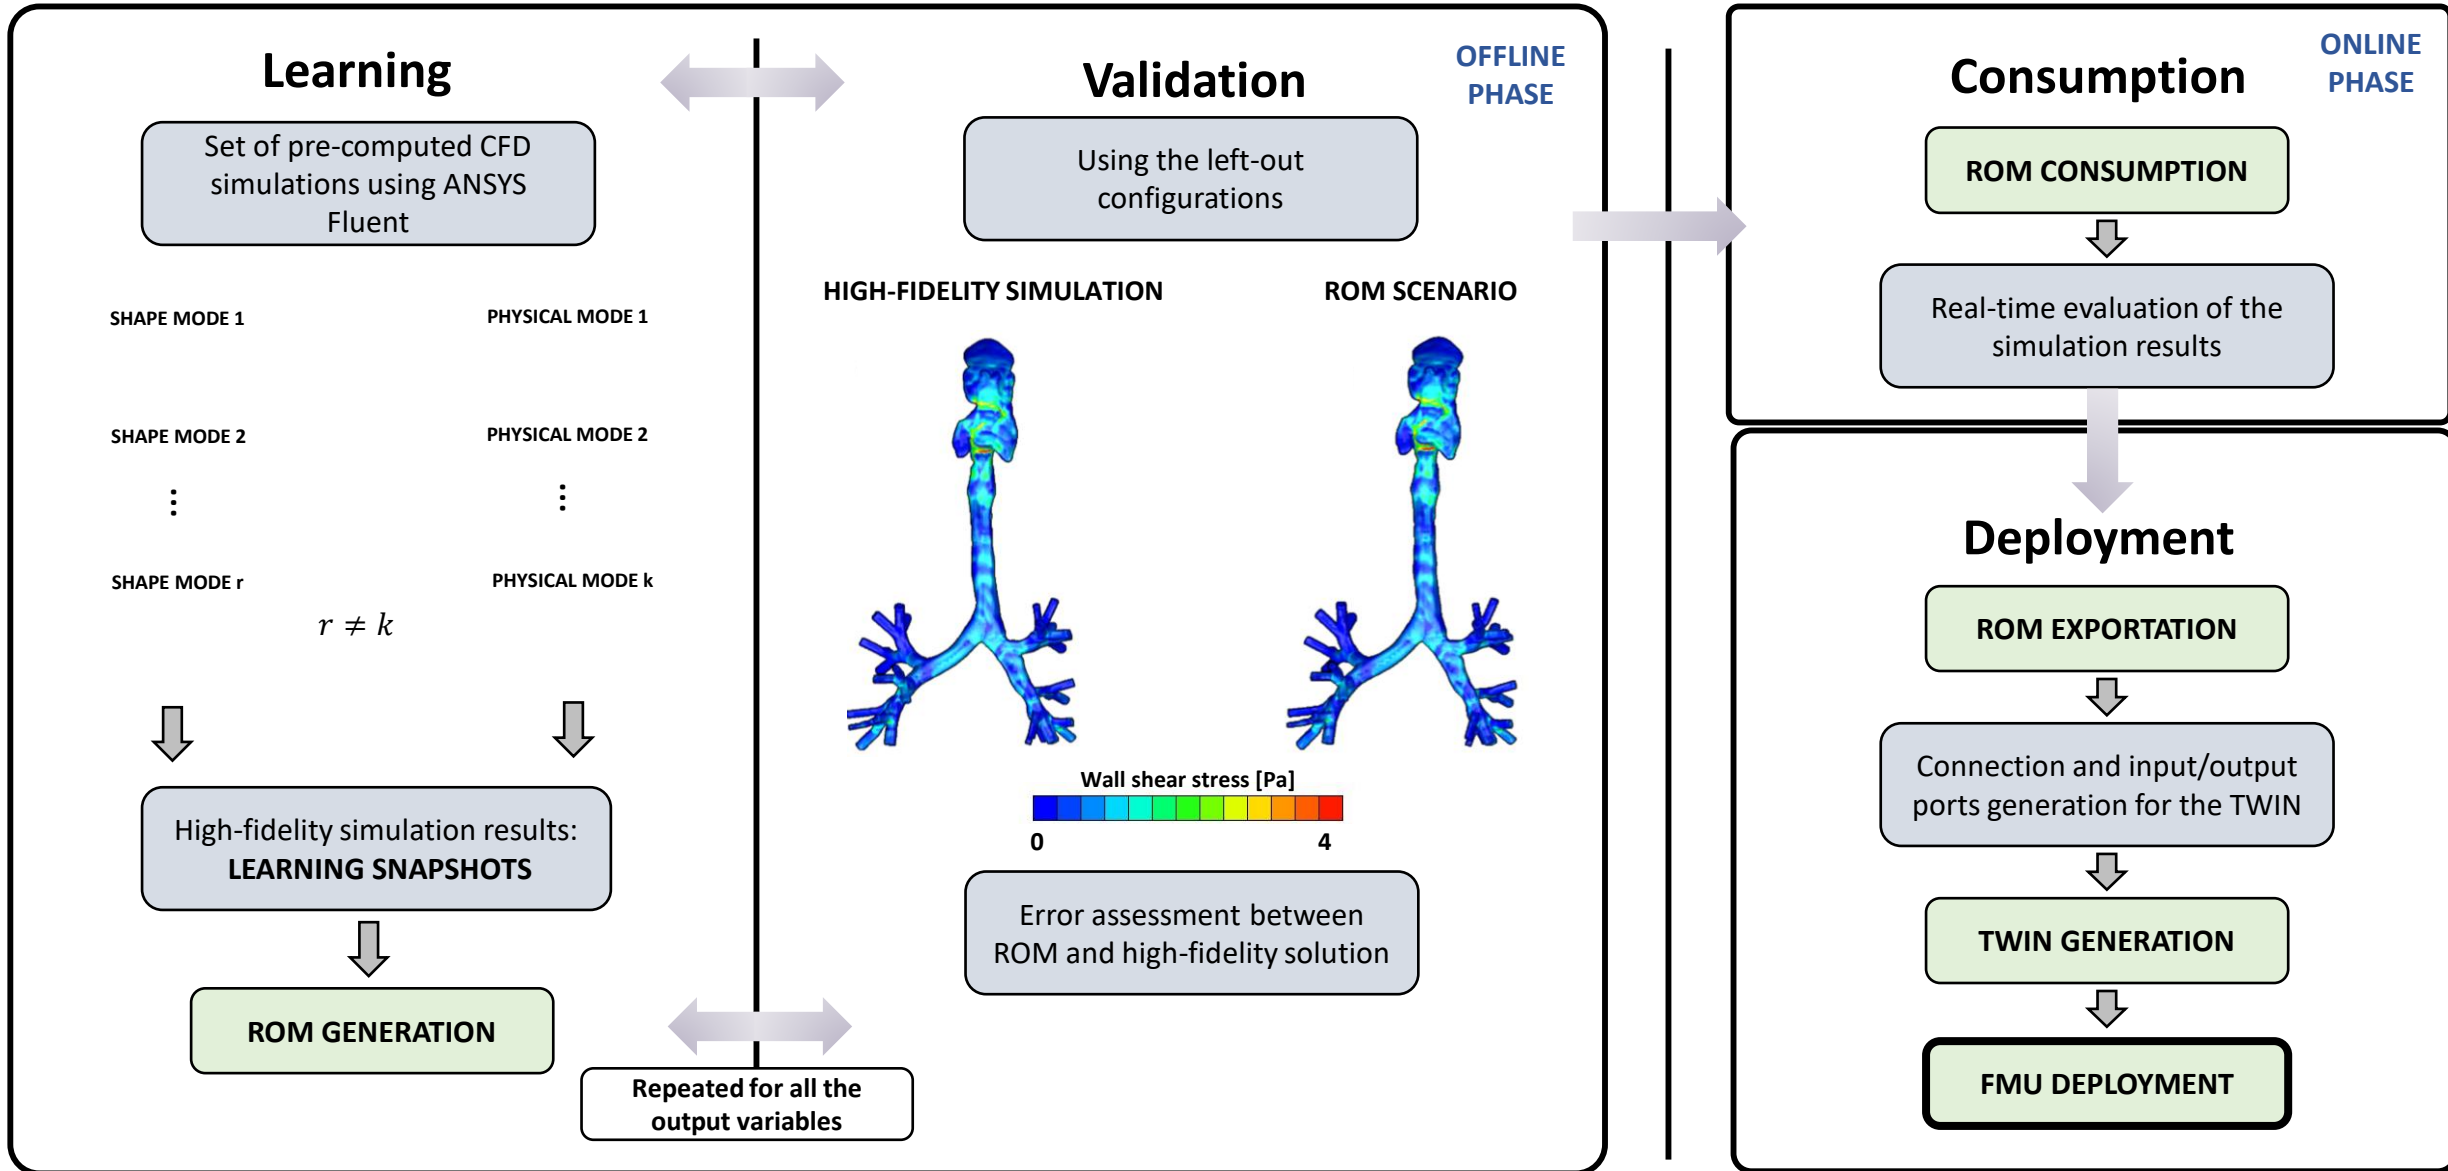 Learning
Set of pre-computed CFD
simulations using ANSYS
Fluent
SHAPE MODE 1
PHYSICAL MODE 1
SHAPE MODE 2
PHYSICAL MODE 2
⋮
⋮
SHAPE MODE r
PHYSICAL MODE k
r ≠ k
High-fidelity simulation results:
LEARNING SNAPSHOTS
ROM GENERATION
Repeated for all the
output variables
OFFLINE
PHASE
Validation
Using the left-out
configurations
HIGH-FIDELITY SIMULATION
ROM SCENARIO
Wall shear stress [Pa]
0
4
Error assessment between
ROM and high-fidelity solution
ONLINE
PHASE
Consumption
ROM CONSUMPTION
Real-time evaluation of the
simulation results
Deployment
ROM EXPORTATION
Connection and input/output
ports generation for the TWIN
TWIN GENERATION
FMU DEPLOYMENT